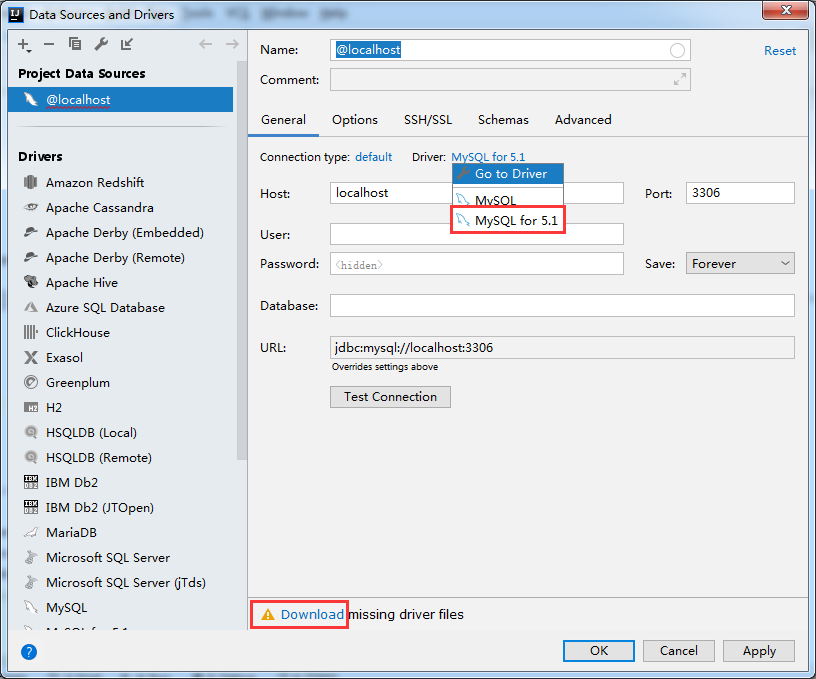 Data Sources and Drivers
Project Data Sources
@localhost
Drivers
Amazon Redshift
Apache Cassandra
Apache Derby (Embedded)
Apache Derby (Remote)
Apache Hive
Azure SQL Database
ClickHouse
Exasol
Greenplum
H2
HSQLDB (Local)
HSQLDB (Remote)
IBM Db2
IBM Db2 (JTOpen)
MariaDB
Microsoft SQL Server
Microsoft SQL Server (jTds)
MySQL
MySQL for 5.1
Name: @localhost Reset
Comment:
General Options SSH/SSL Schemas Advanced
Connection type: default Driver: MySQL for 5.1
Go to Driver
MySQL
MySQL for 5.1
Host: localhost Port: 3306
User:
Password: <hidden> Save: Forever
Database:
URL: jdbc:mysql://localhost:3306
Overrides settings above
Test Connection
Download missing driver files
OK Cancel Apply